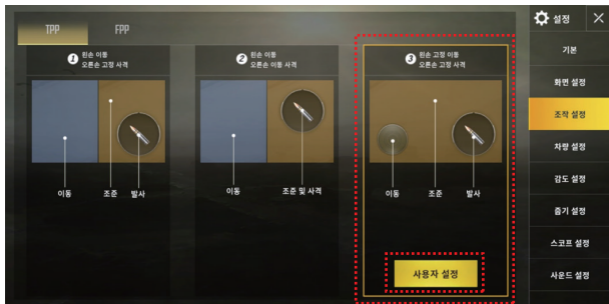 TPP
FPP
설정
1 왼손 이동
오른손 고정 사격
이동
조준
발사
2 왼손 이동
오른손 이동 사격
이동
조준 및 사격
3 왼손 고정 이동
오른손 고정 사격
이동
조준
발사
사용자 설정
기본
화면 설정
조작 설정
차량 설정
감도 설정
줍기 설정
스코프 설정
사운드 설정